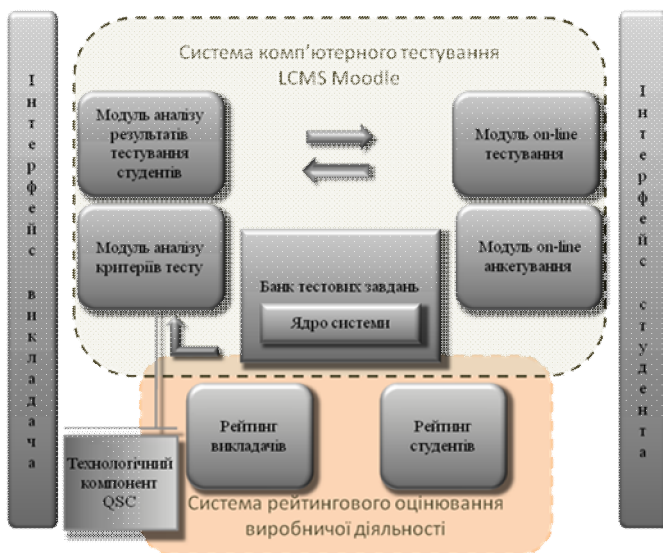 Інтерфейс викладача
Система комп’ютерного тестування
LCMS Moodle
Модуль аналізу
результатів
тестування
студентів
Модуль on-line
тестування
Модуль аналізу
критеріїв тесту
Модуль on-line
анкетування
Банк тестових завдань
Ядро системи
Рейтинг
викладачів
Рейтинг
студентів
Технологічний
компонент
QSC
Система рейтингового оцінювання
виробничої діяльності
Інтерфейс студента